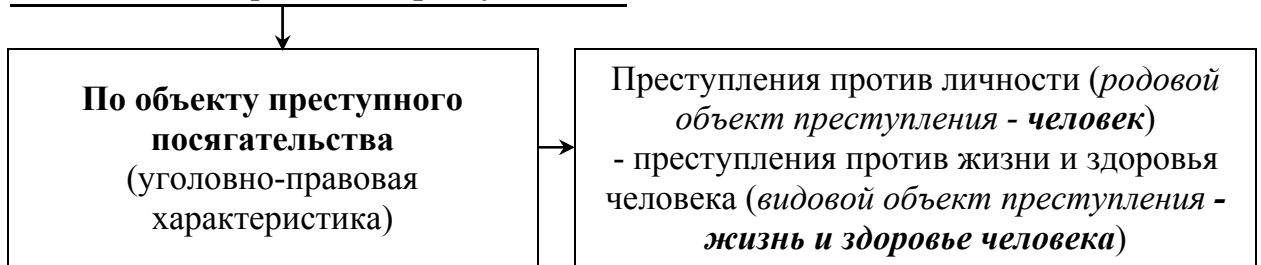 По объекту преступного
посягательства
(уголовно-правовая
характеристика)
Преступления против личности (родовой
объект преступления - человек)
- преступления против жизни и здоровья
человека (видовой объект преступления -
жизнь и здоровье человека)